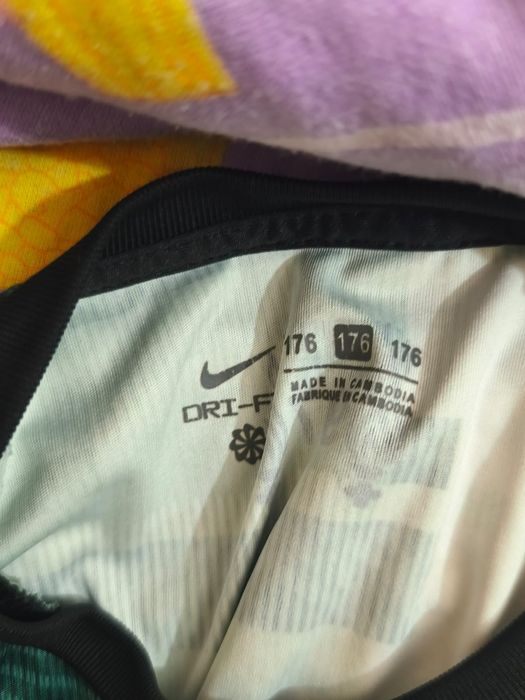 176 176 176
MADE IN CAMBODIA
FABRIQUE IN CAMBODIA
DRI-F